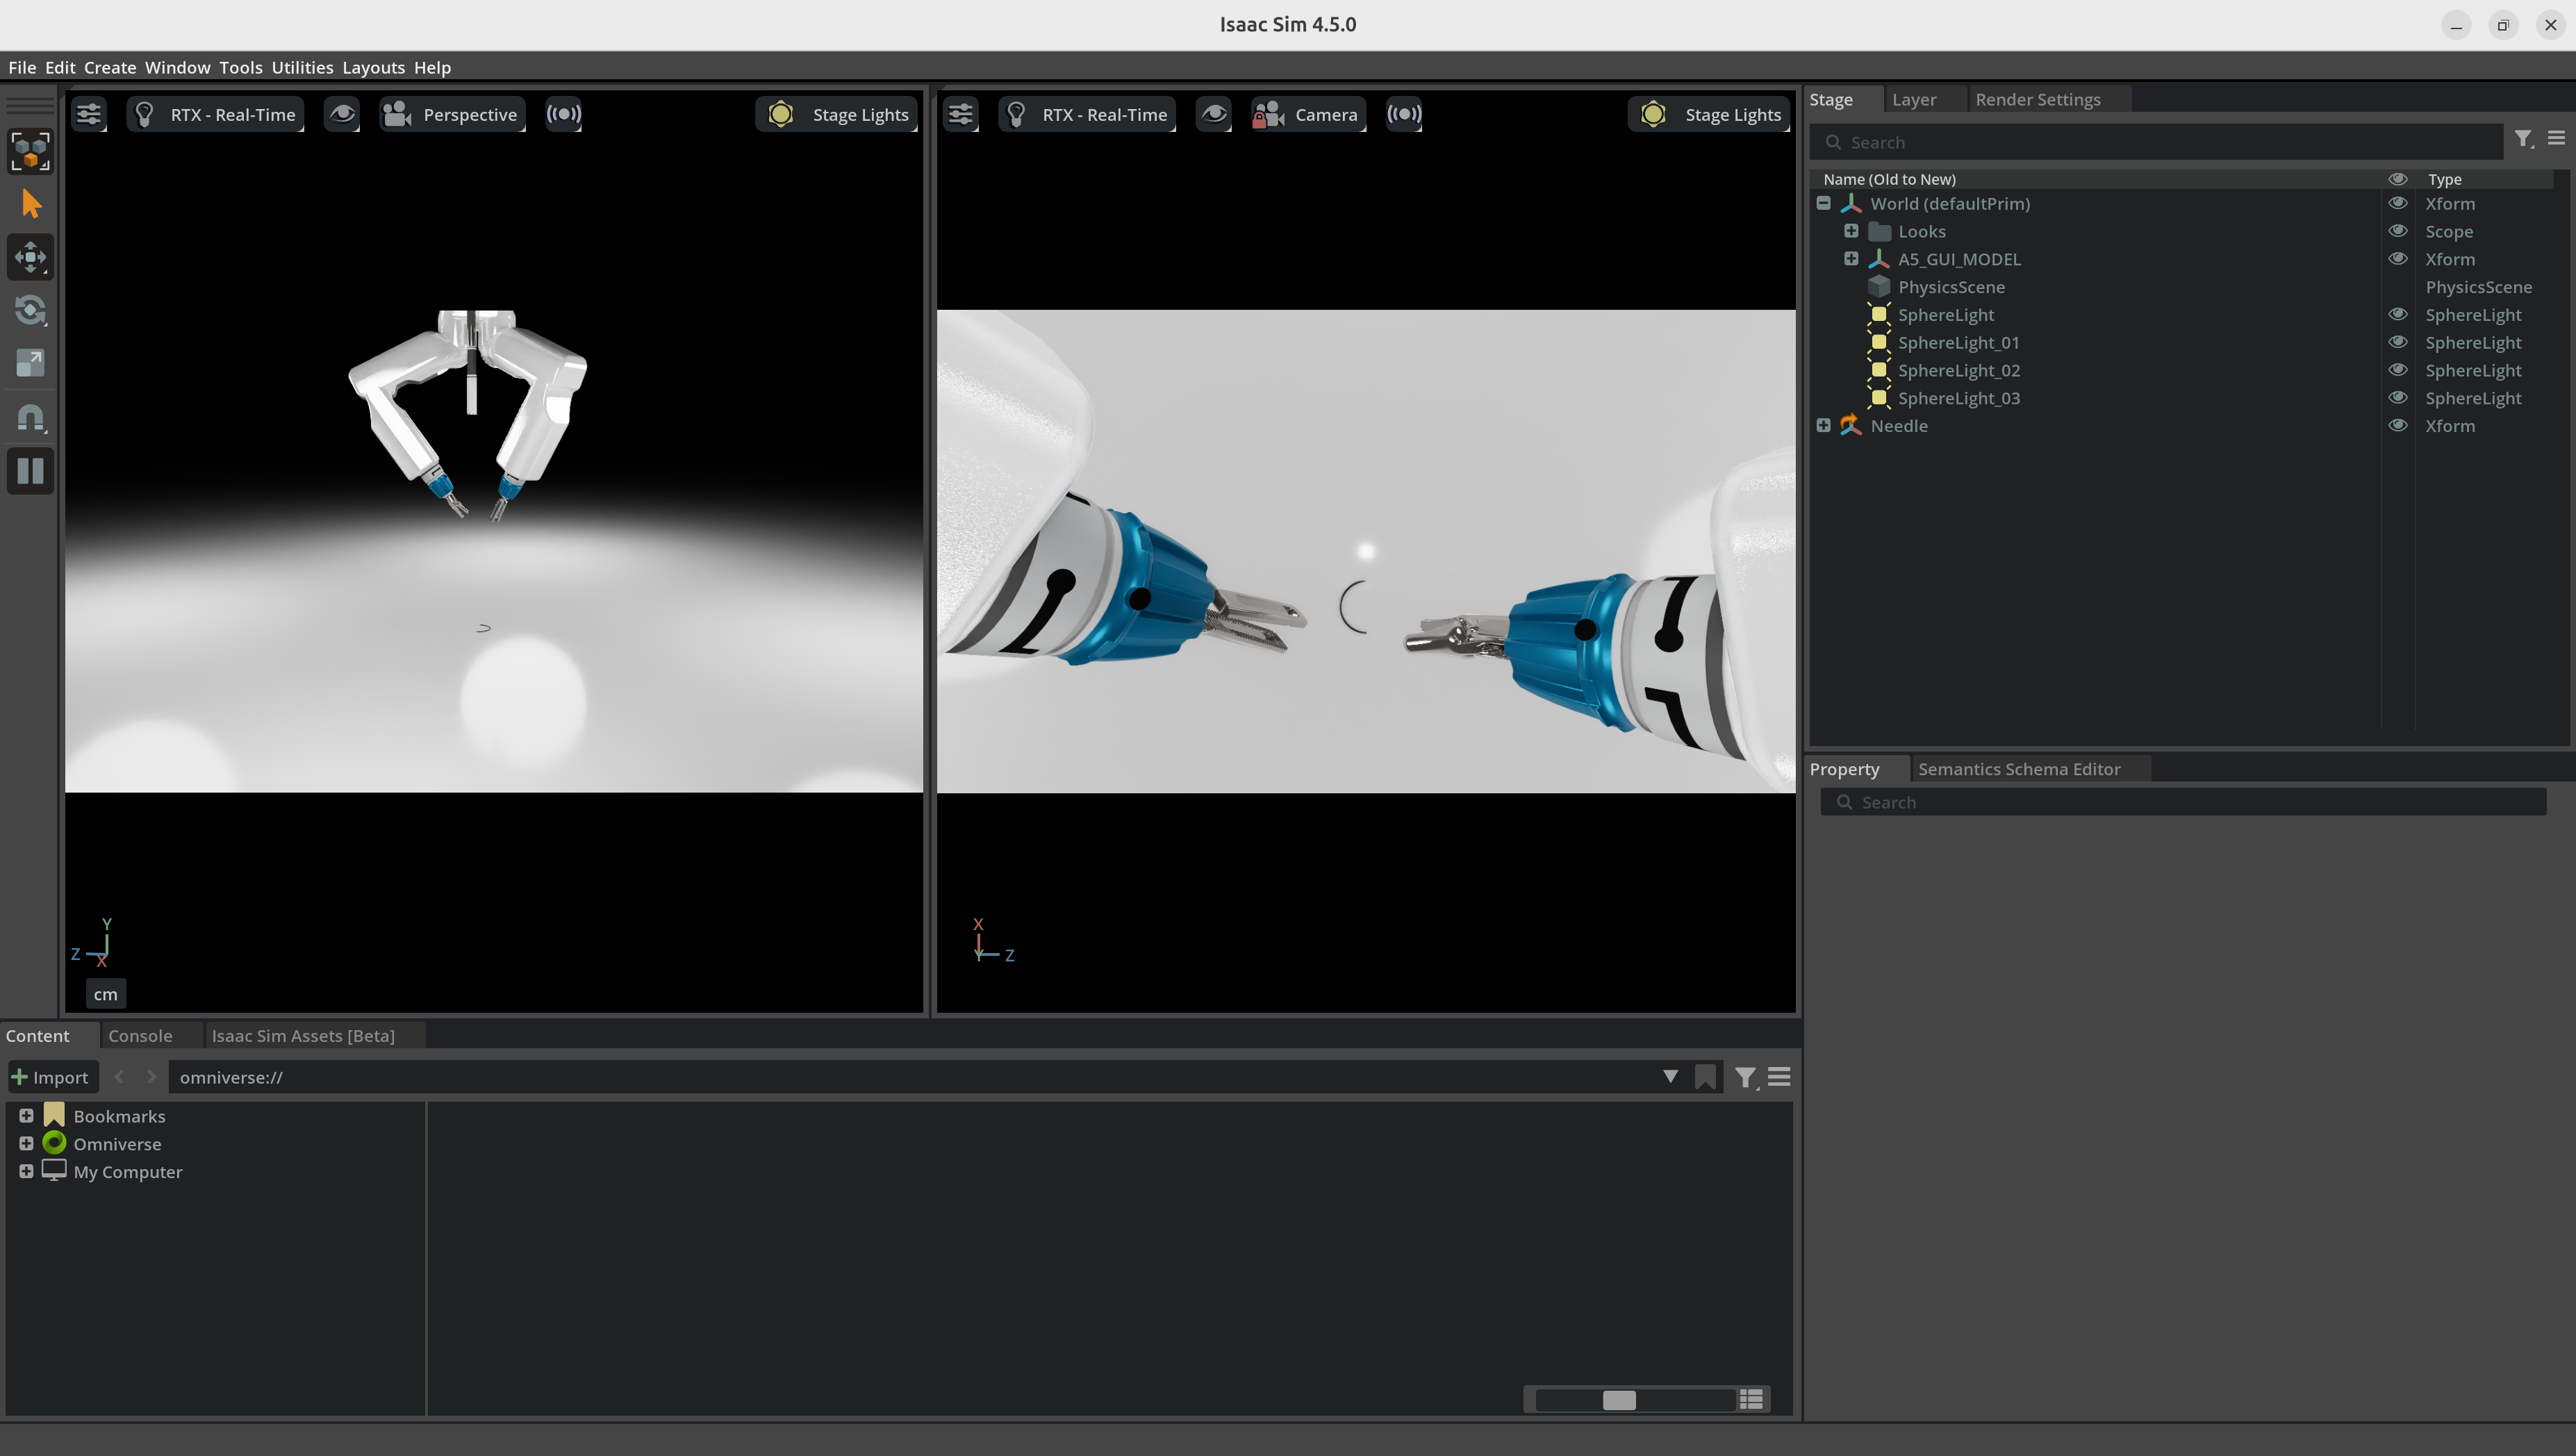 Isaac Sim 4.5.0
File Edit Create Window Tools Utilities Layouts Help
RTX - Real-Time Perspective Stage Lights
RTX - Real-Time Camera Stage Lights
Y
Z
X
cm
X
Y
Z
Stage Layer Render Settings
Search
Name (Old to New) Type
World (defaultPrim) Xform
Looks Scope
A5_GUI_MODEL Xform
PhysicsScene PhysicsScene
SphereLight SphereLight
SphereLight_01 SphereLight
SphereLight_02 SphereLight
SphereLight_03 SphereLight
Needle Xform
Property Semantics Schema Editor
Search
Content Console Isaac Sim Assets [Beta]
Import omniverse://
Bookmarks
Omniverse
My Computer